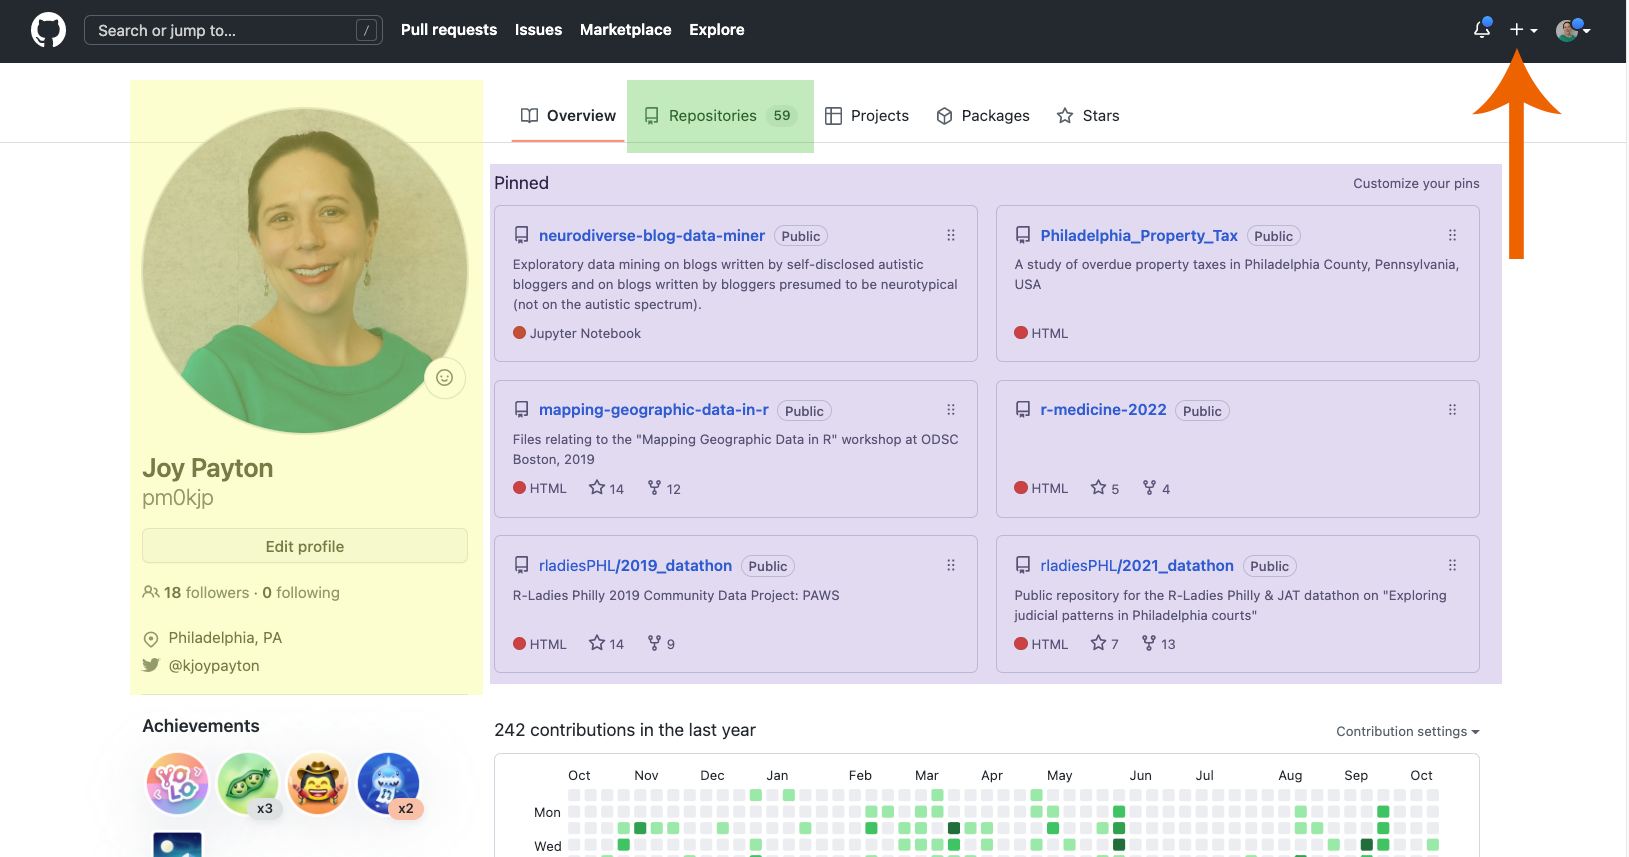 Search or jump to... /
Pull requests Issues Marketplace Explore
Overview Repositories 59 Projects Packages Stars
Joy Payton
pm0kjp
Edit profile
18 followers · 0 following
Philadelphia, PA
@kjoypayton
Achievements
YOLO
x3
x2
Pinned
Customize your pins
neurodiverse-blog-data-miner Public
Exploratory data mining on blogs written by self-disclosed autistic
bloggers and on blogs written by bloggers presumed to be neurotypical
(not on the autistic spectrum).
Jupyter Notebook
Philadelphia_Property_Tax Public
A study of overdue property taxes in Philadelphia County, Pennsylvania,
USA
HTML
mapping-geographic-data-in-r Public
Files relating to the "Mapping Geographic Data in R" workshop at ODSC
Boston, 2019
HTML 14 12
r-medicine-2022 Public
HTML 5 4
rladiesPHL/2019_datathon Public
R-Ladies Philly 2019 Community Data Project: PAWS
HTML 14 9
rladiesPHL/2021_datathon Public
Public repository for the R-Ladies Philly & JAT datathon on "Exploring
judicial patterns in Philadelphia courts"
HTML 7 13
242 contributions in the last year
Contribution settings
Oct Nov Dec Jan Feb Mar Apr May Jun Jul Aug Sep Oct
Mon
Wed